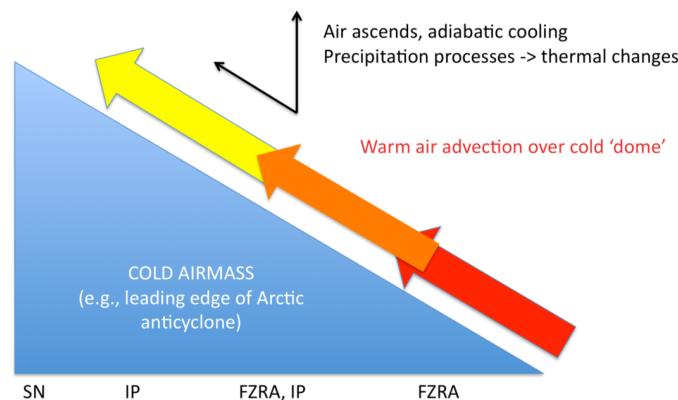 Air ascends, adiabatic cooling
Precipitation processes -> thermal changes
Warm air advection over cold ‘dome’
COLD AIRMASS
(e.g., leading edge of Arctic
anticyclone)
SN IP FZRA, IP FZRA